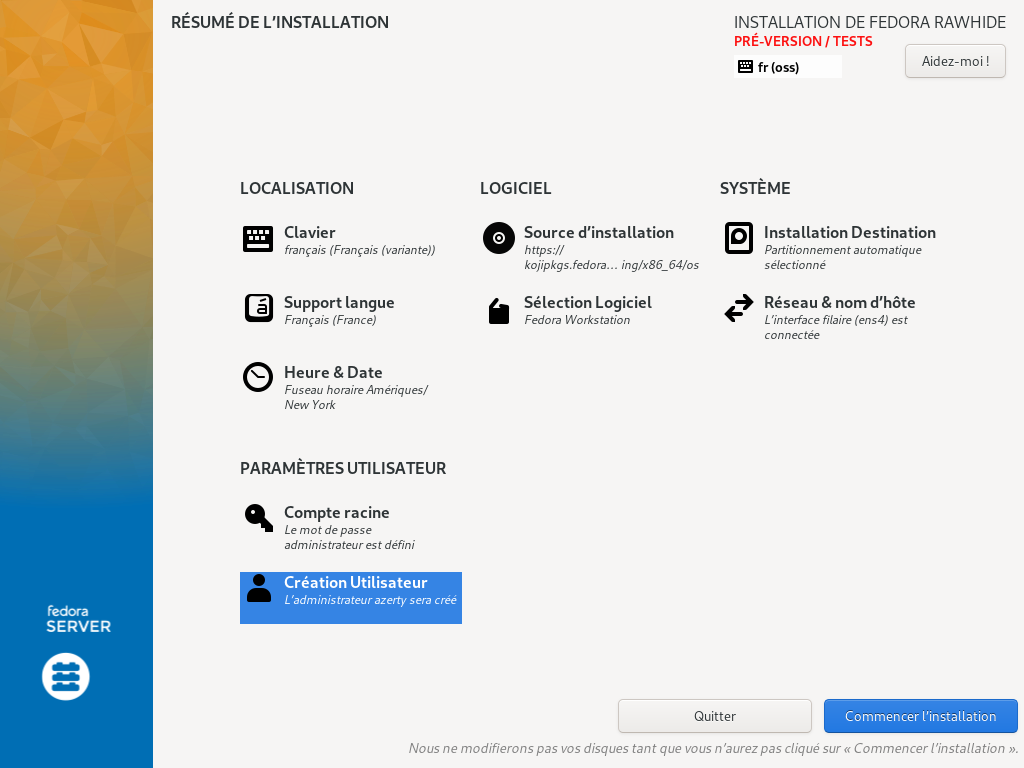 RÉSUMÉ DE L'INSTALLATION
INSTALLATION DE FEDORA RAWHIDE
PRÉ-VERSION / TESTS
fr (oss)
Aidez-moi !
LOCALISATION
Clavier
français (Français (variante))
Support langue
Français (France)
Heure & Date
Fuseau horaire Amériques/
New York
LOGICIEL
Source d'installation
https://
kojipkgs.fedora… ing/x86_64/os
Sélection Logiciel
Fedora Workstation
SYSTÈME
Installation Destination
Partitionnement automatique
sélectionné
Réseau & nom d'hôte
L'interface filaire (ens4) est
connectée
PARAMÈTRES UTILISATEUR
Compte racine
Le mot de passe
administrateur est défini
Création Utilisateur
L'administrateur azerty sera créé
fedora
SERVER
Quitter
Commencer l'installation
Nous ne modifierons pas vos disques tant que vous n'aurez pas cliqué sur « Commencer l'installation ».